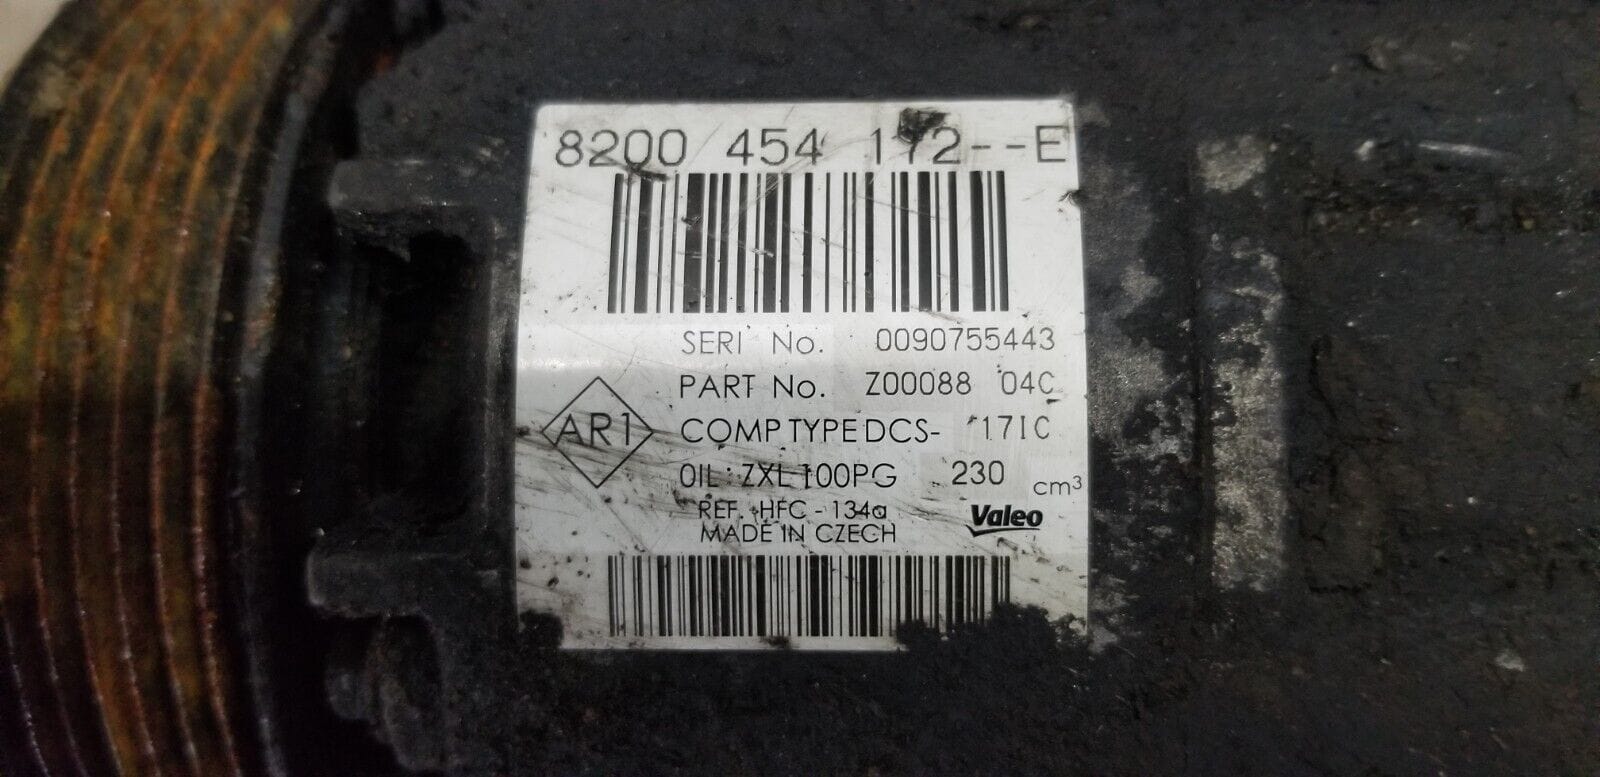 8200 454 172--E
SERI No. 0090755443
PART No. Z00088 04C
AR1
COMP TYPE DCS- 17IC
OIL: ZXL 100PG 230 cm³
REF. HFC - 134a
Valeo
MADE IN CZECH